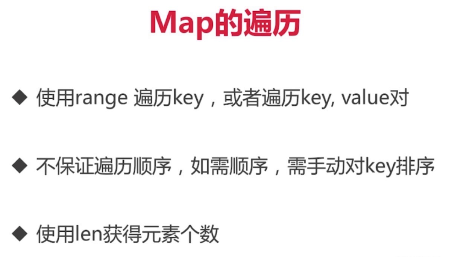 Map的遍历
◆ 使用range 遍历key，或者遍历key, value对
◆ 不保证遍历顺序，如需顺序，需手动对key排序
◆ 使用len获得元素个数